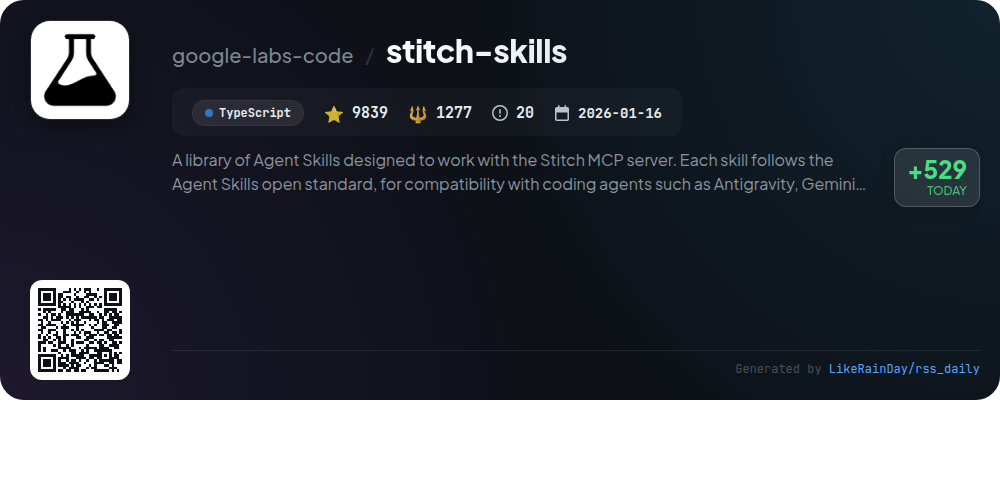 google-labs-code / stitch-skills
TypeScript 9839 1277 20 2026-01-16
A library of Agent Skills designed to work with the Stitch MCP server. Each skill follows the
Agent Skills open standard, for compatibility with coding agents such as Antigravity, Gemini...
+529
TODAY
Generated by LikeRainDay/rss_daily